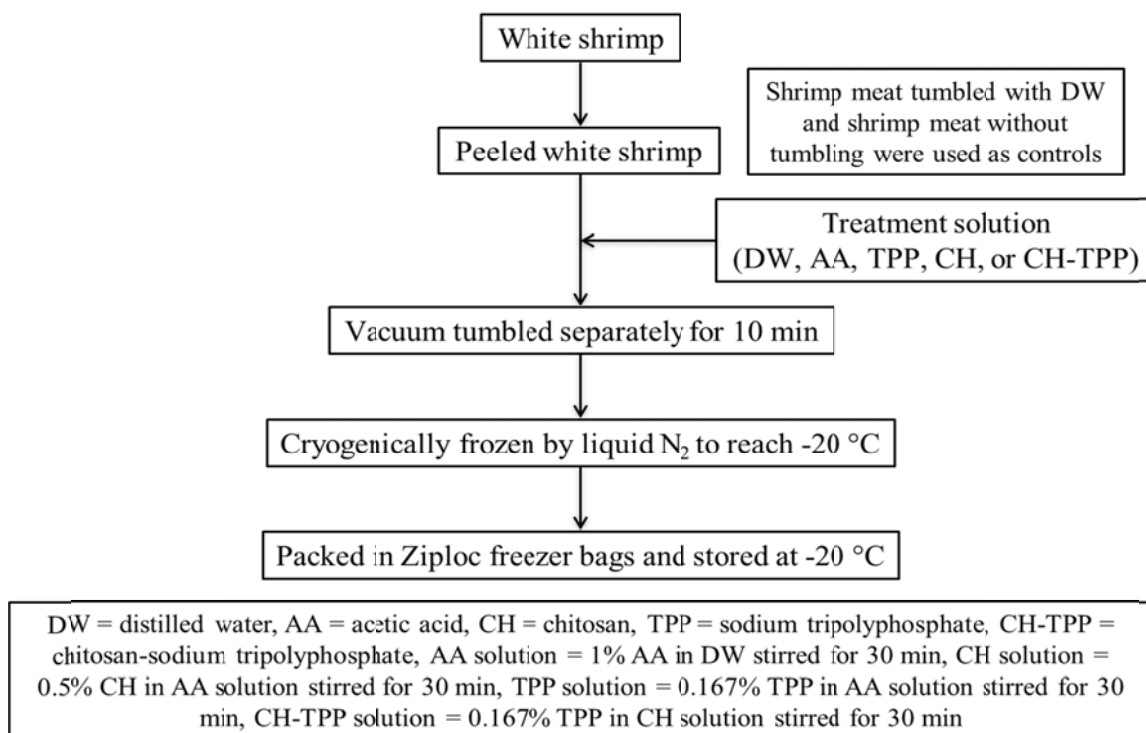 White shrimp
Shrimp meat tumbled with DW
and shrimp meat without
tumbling were used as controls
Peeled white shrimp
Treatment solution
(DW, AA, TPP, CH, or CH-TPP)
Vacuum tumbled separately for 10 min
Cryogenically frozen by liquid N₂ to reach -20 °C
Packed in Ziploc freezer bags and stored at -20 °C
DW = distilled water, AA = acetic acid, CH = chitosan, TPP = sodium tripolyphosphate, CH-TPP =
chitosan-sodium tripolyphosphate, AA solution = 1% AA in DW stirred for 30 min, CH solution =
0.5% CH in AA solution stirred for 30 min, TPP solution = 0.167% TPP in AA solution stirred for 30
min, CH-TPP solution = 0.167% TPP in CH solution stirred for 30 min